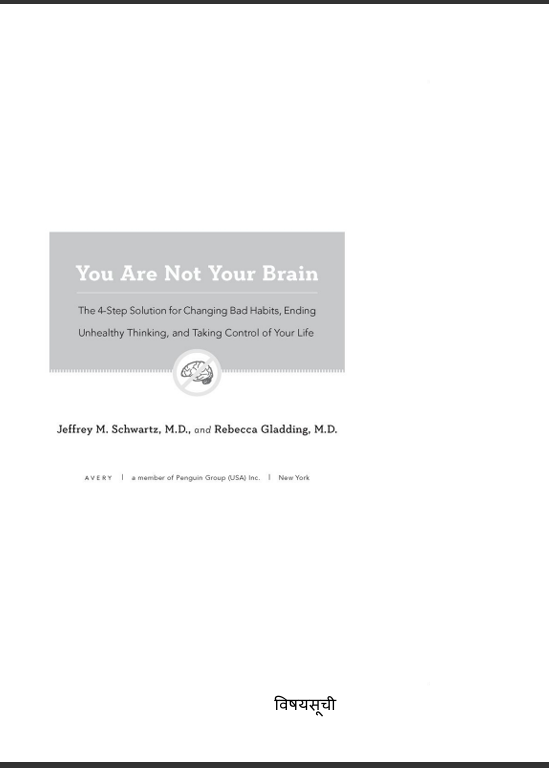 You Are Not Your Brain
The 4-Step Solution for Changing Bad Habits, Ending
Unhealthy Thinking, and Taking Control of Your Life
Jeffrey M. Schwartz, M.D., and Rebecca Gladding, M.D.
AVERY | a member of Penguin Group (USA) Inc. | New York
विषयसूची